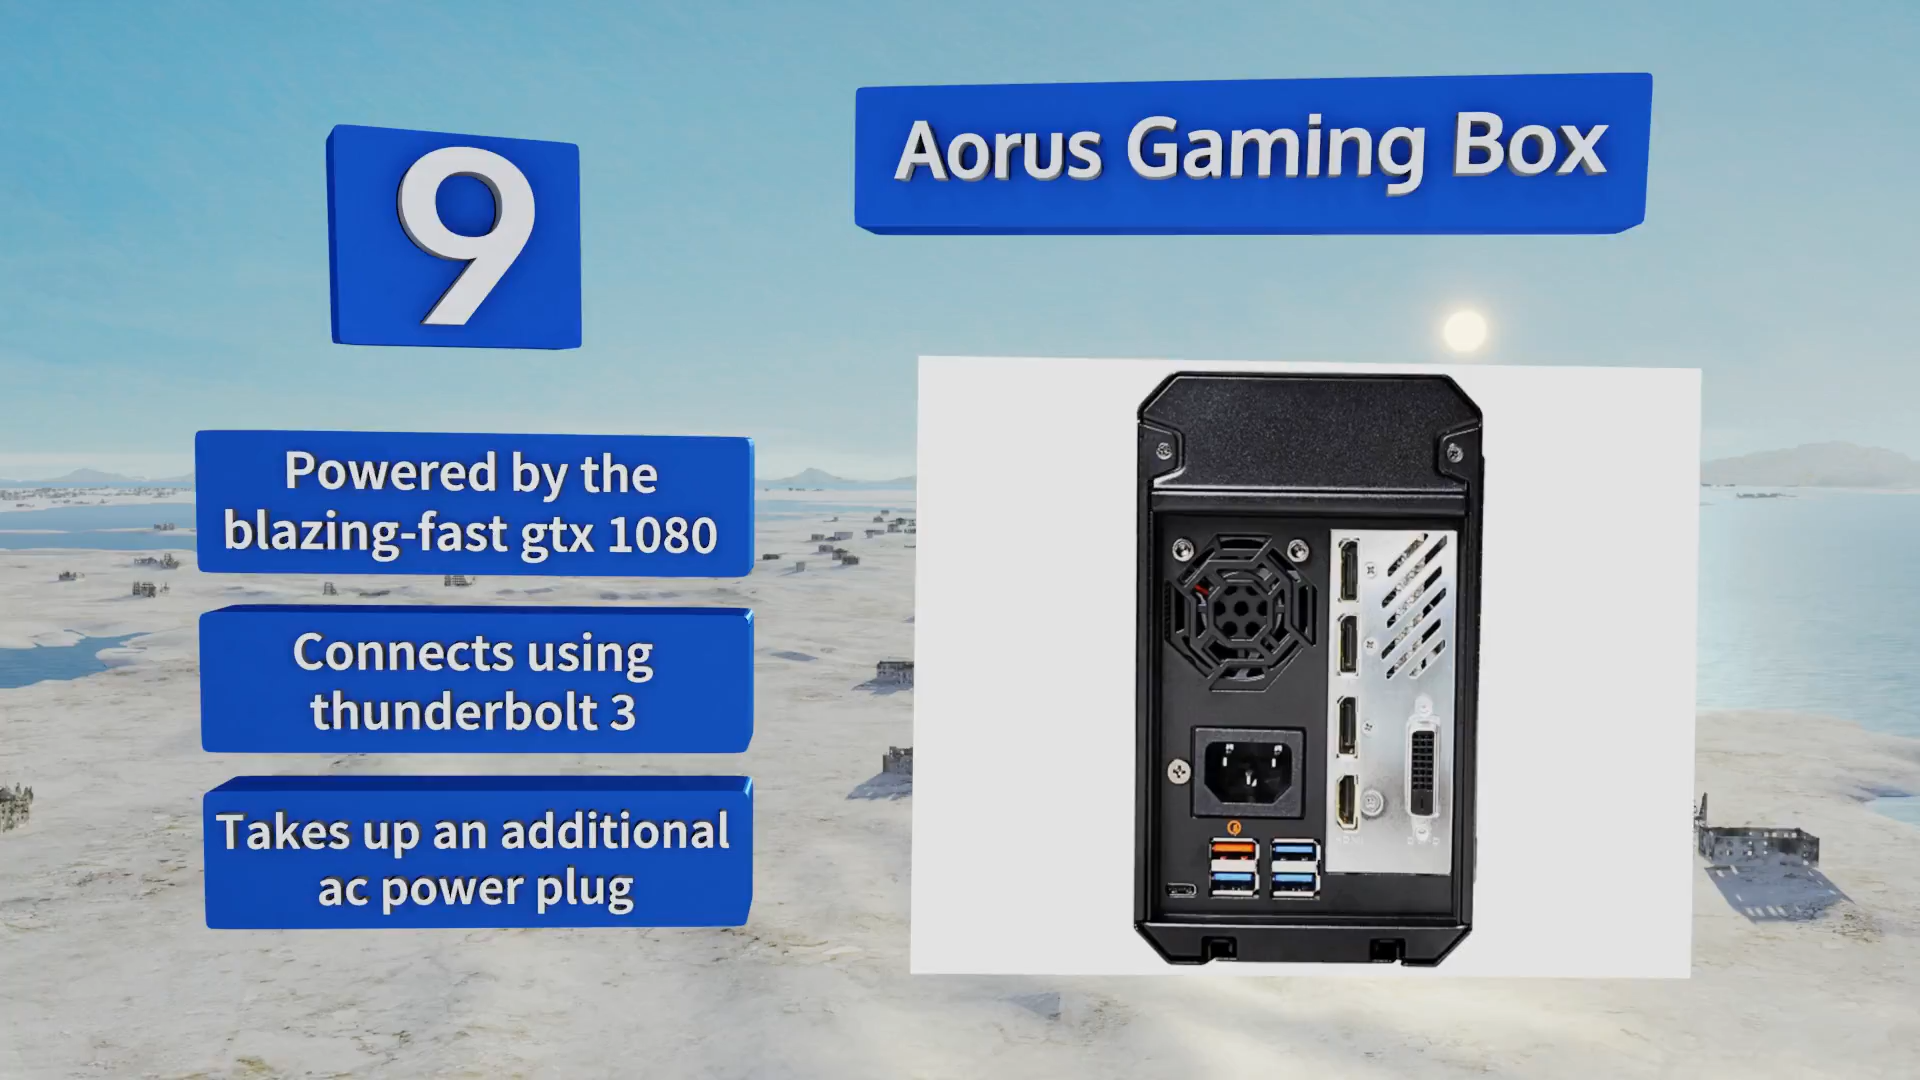 9
Aorus Gaming Box
Powered by the
blazing-fast gtx 1080
Connects using
thunderbolt 3
Takes up an additional
ac power plug